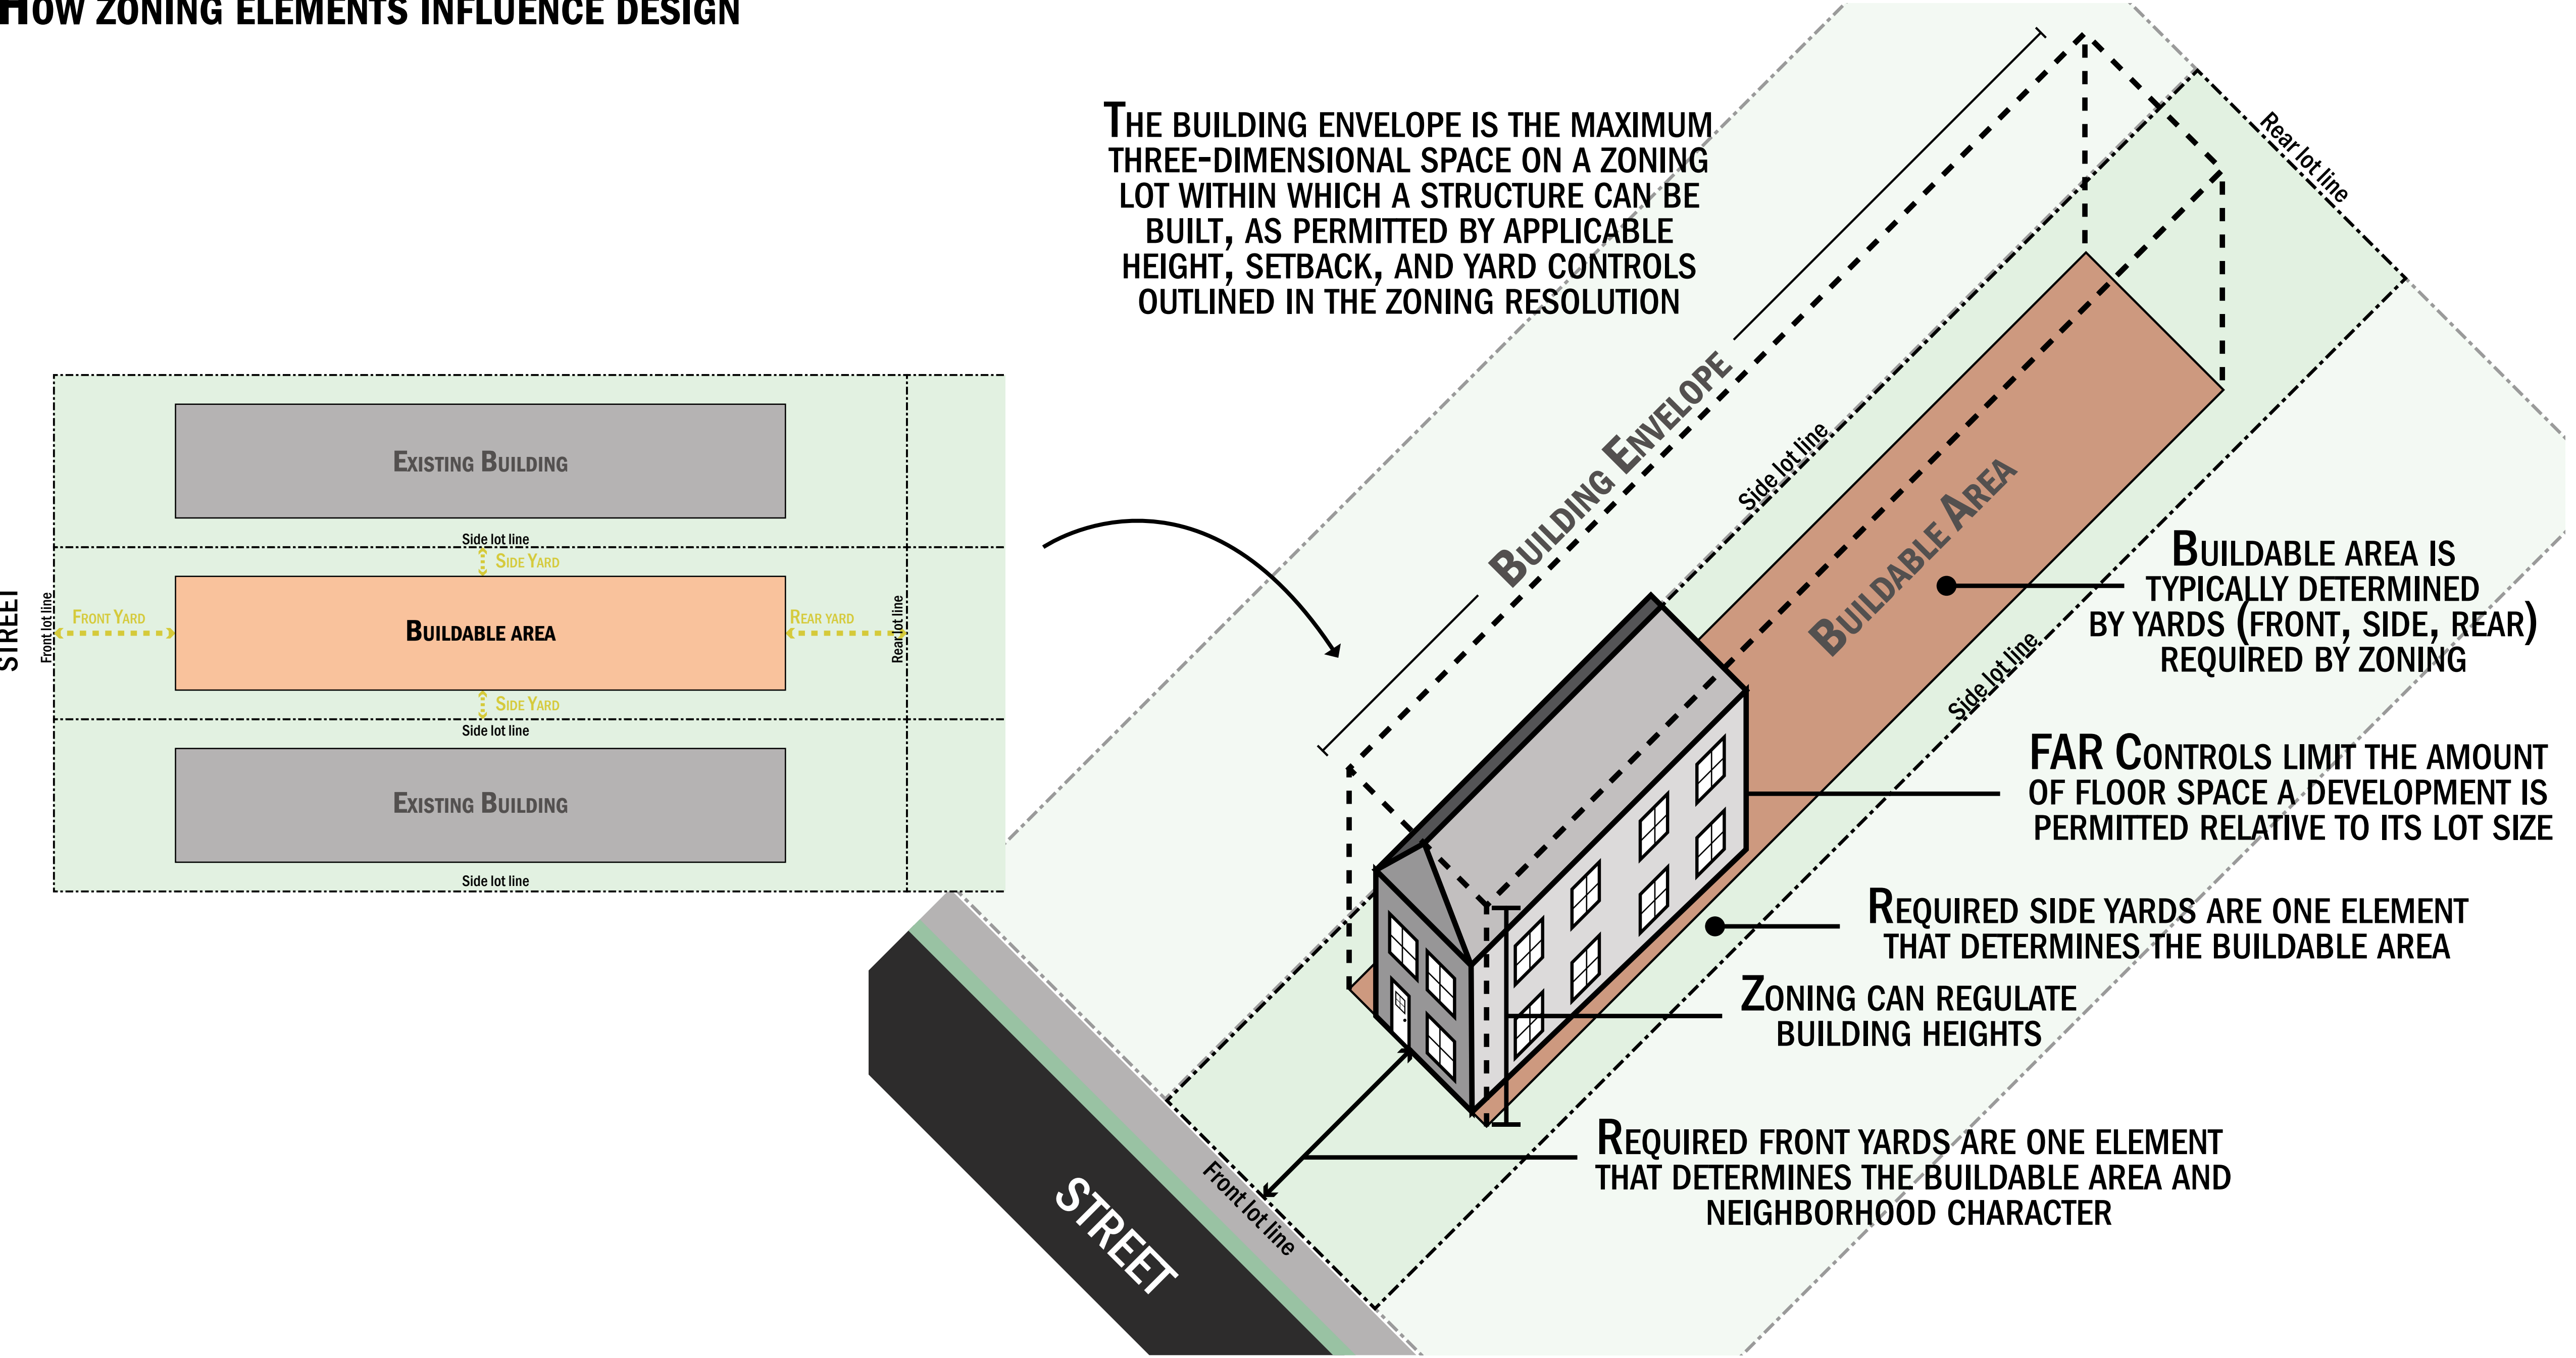 HOW ZONING ELEMENTS INFLUENCE DESIGN
THE BUILDING ENVELOPE IS THE MAXIMUM
THREE-DIMENSIONAL SPACE ON A ZONING
LOT WITHIN WHICH A STRUCTURE CAN BE
BUILT, AS PERMITTED BY APPLICABLE
HEIGHT, SETBACK, AND YARD CONTROLS
OUTLINED IN THE ZONING RESOLUTION
STREET
Front lot line
EXISTING BUILDING
Side lot line
SIDE YARD
FRONT YARD
BUILDABLE AREA
REAR YARD
Rear lot line
SIDE YARD
Side lot line
EXISTING BUILDING
Side lot line
Rear lot line
BUILDING ENVELOPE
Side lot line
BUILDABLE AREA
Side lot line
BUILDABLE AREA IS
TYPICALLY DETERMINED
BY YARDS (FRONT, SIDE, REAR)
REQUIRED BY ZONING
FAR CONTROLS LIMIT THE AMOUNT
OF FLOOR SPACE A DEVELOPMENT IS
PERMITTED RELATIVE TO ITS LOT SIZE
REQUIRED SIDE YARDS ARE ONE ELEMENT
THAT DETERMINES THE BUILDABLE AREA
ZONING CAN REGULATE
BUILDING HEIGHTS
REQUIRED FRONT YARDS ARE ONE ELEMENT
THAT DETERMINES THE BUILDABLE AREA AND
NEIGHBORHOOD CHARACTER
Front lot line
STREET